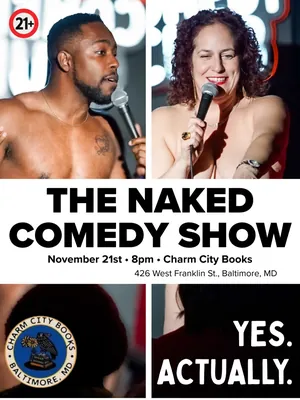 21+
THE NAKED
COMEDY SHOW
November 21st • 8pm • Charm City Books
426 West Franklin St., Baltimore, MD
CHARM CITY BOOKS
BALTIMORE, MD
YES.
ACTUALLY.